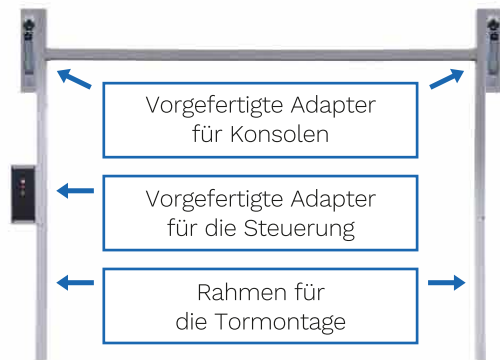 Vorgefertigte Adapter
für Konsolen
Vorgefertigte Adapter
für die Steuerung
Rahmen für
die Tormontage